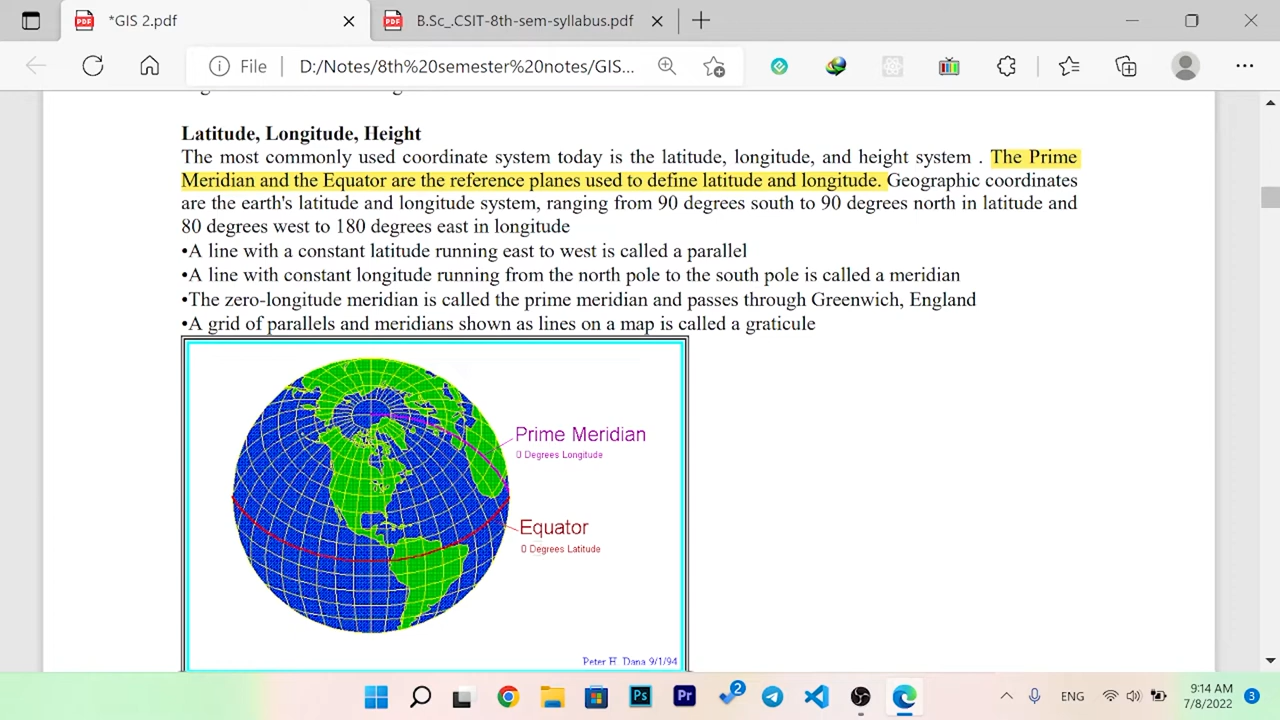 *GIS 2.pdf
B.Sc_.CSIT-8th-sem-syllabus.pdf
File
D:/Notes/8th%20semester%20notes/GIS...
Latitude, Longitude, Height
The most commonly used coordinate system today is the latitude, longitude, and height system . The Prime
Meridian and the Equator are the reference planes used to define latitude and longitude. Geographic coordinates
are the earth's latitude and longitude system, ranging from 90 degrees south to 90 degrees north in latitude and
80 degrees west to 180 degrees east in longitude
•A line with a constant latitude running east to west is called a parallel
•A line with constant longitude running from the north pole to the south pole is called a meridian
•The zero-longitude meridian is called the prime meridian and passes through Greenwich, England
•A grid of parallels and meridians shown as lines on a map is called a graticule
Prime Meridian
0 Degrees Longitude
Equator
0 Degrees Latitude
Peter H. Dana 9/1/94
Ps
Pr
2
ENG
9:14 AM
7/8/2022
3